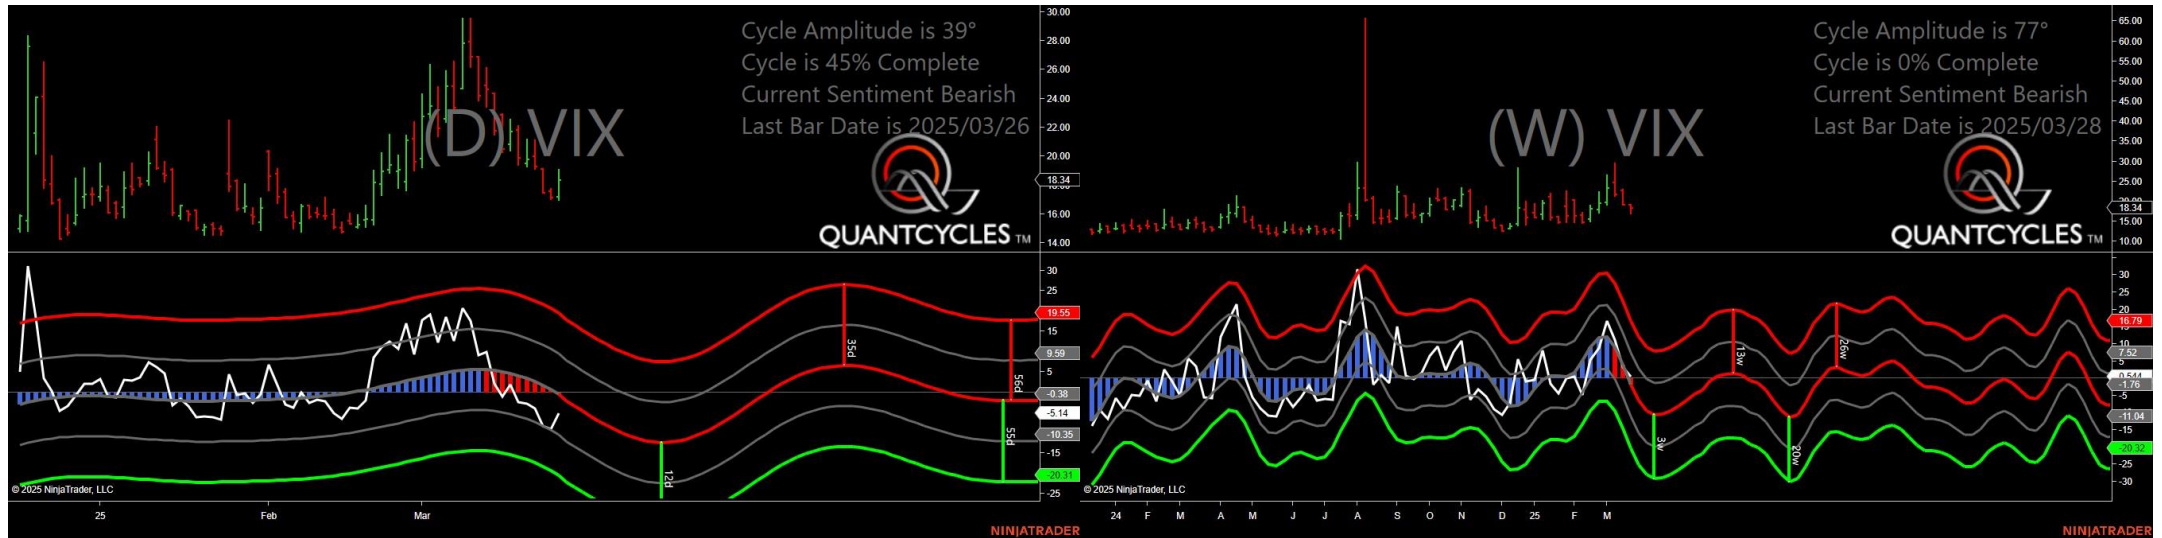 Cycle Amplitude is 39°
Cycle is 45% Complete
Current Sentiment Bearish
Last Bar Date is 2025/03/26
(D) VIX
QUANTCYCLES TM
30.00
28.00
26.00
24.00
22.00
20.00
18.34
16.00
14.00
30
25
19.55
15
9.59
5
-0.38
-5.14
-10.35
-15
-20.31
-25
35d
56d
55d
12d
© 2025 NinjaTrader, LLC
25 Feb Mar
NINJATRADER
Cycle Amplitude is 77°
Cycle is 0% Complete
Current Sentiment Bearish
Last Bar Date is 2025/03/28
(W) VIX
QUANTCYCLES TM
65.00
60.00
55.00
50.00
45.00
40.00
35.00
30.00
25.00
18.34
15.00
10.00
30
25
20
16.79
7.52
0.544
-1.76
-5
-11.04
-15
-20.32
-25
-30
13w
26w
3w
20w
© 2025 NinjaTrader, LLC
24 F M A M J J A S O N D 25 F M
NINJATRADER